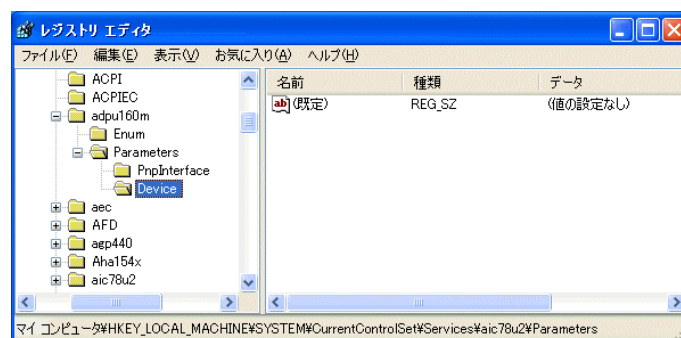 レジストリ エディタ
ファイル(F) 編集(E) 表示(V) お気に入り(A) ヘルプ(H)
ACPI
ACPIEC
adpu160m
Enum
Parameters
PnpInterface
Device
aec
AFD
agp440
Aha154x
aic78u2
名前 種類 データ
ab (既定) REG_SZ (値の設定なし)
マイ コンピュータ¥HKEY_LOCAL_MACHINE¥SYSTEM¥CurrentControlSet¥Services¥aic78u2¥Parameters